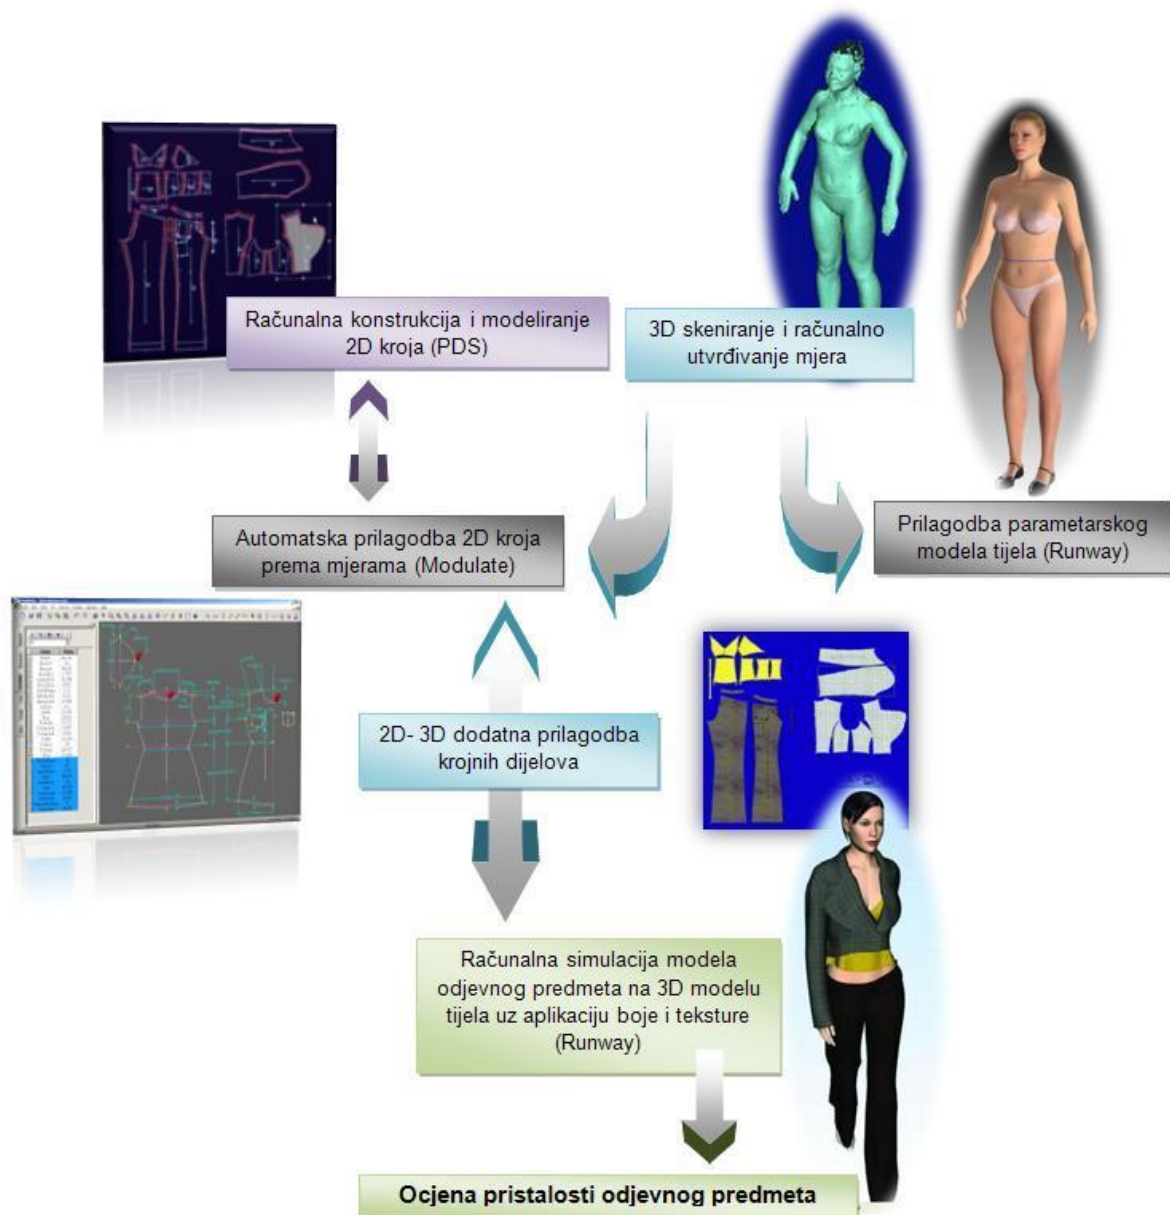 Računalna konstrukcija i modeliranje
2D kroja (PDS)
3D skeniranje i računalno
utvrđivanje mjera
Automatska prilagodba 2D kroja
prema mjerama (Modulate)
Prilagodba parametarskog
modela tijela (Runway)
2D- 3D dodatna prilagodba
krojnih dijelova
Računalna simulacija modela
odjevnog predmeta na 3D modelu
tijela uz aplikaciju boje i teksture
(Runway)
Ocjena pristalosti odjevnog predmeta